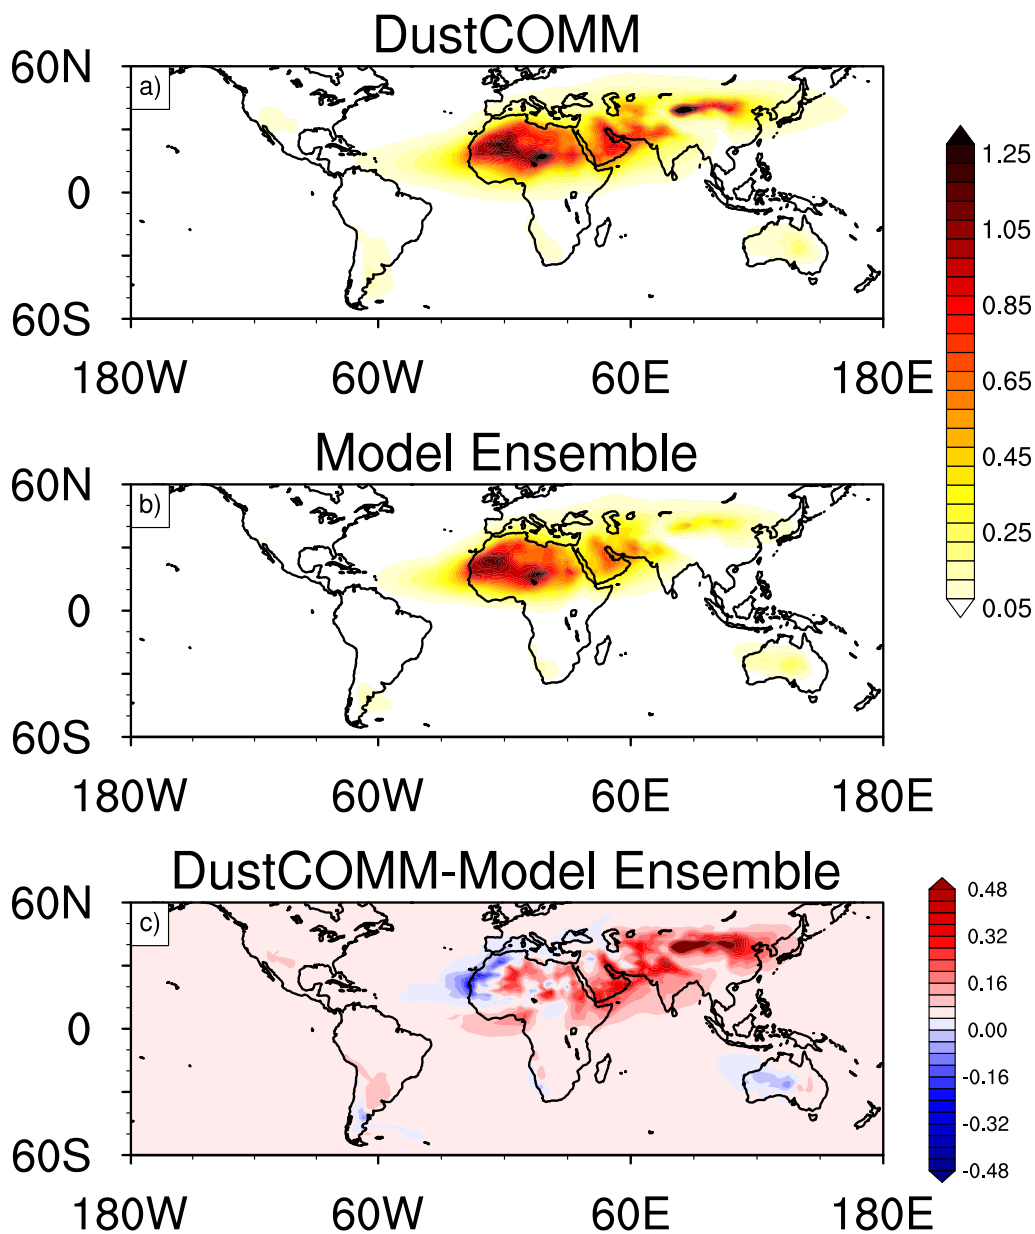 DustCOMM
a)
60N
0
60S
180W 60W 60E 180E
1.25
1.05
0.85
0.65
0.45
0.25
0.05
Model Ensemble
b)
60N
0
60S
180W 60W 60E 180E
DustCOMM-Model Ensemble
c)
60N
0
60S
180W 60W 60E 180E
0.48
0.32
0.16
0.00
-0.16
-0.32
-0.48